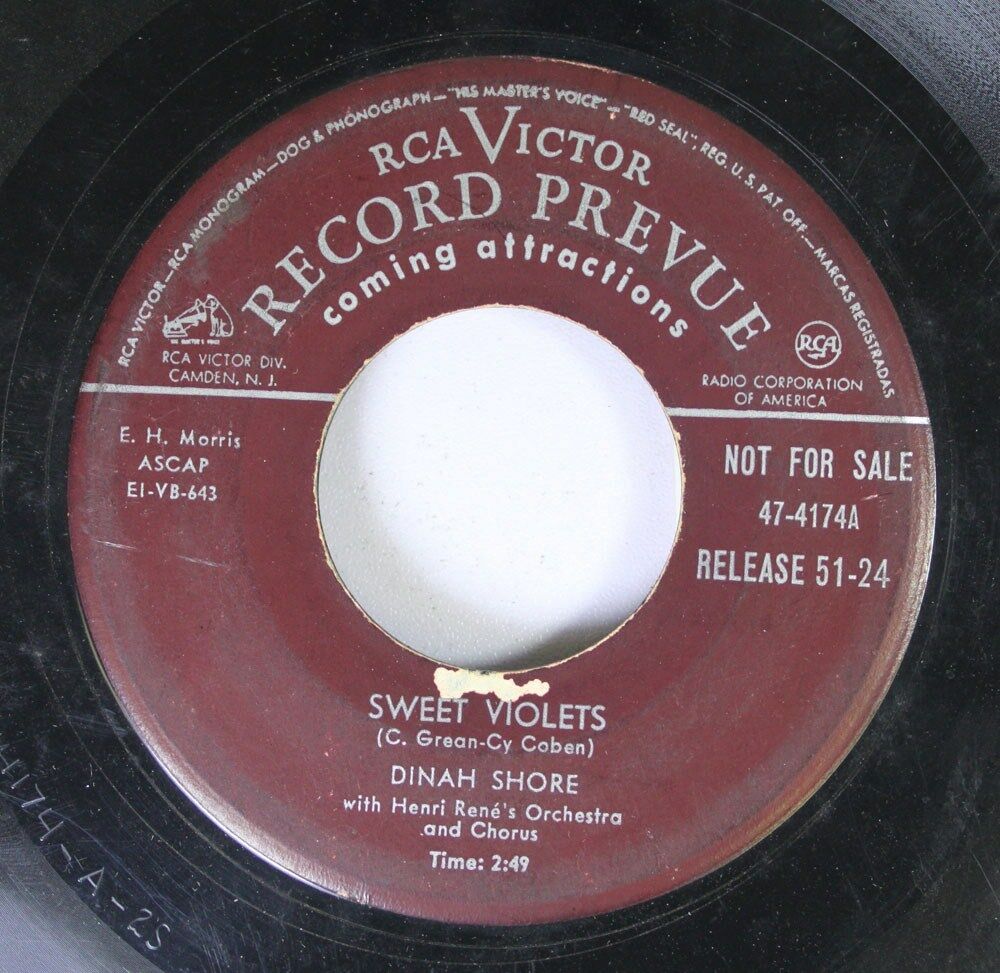 RCA VICTOR—RCA MONOGRAM—DOG & PHONOGRAPH—"HIS MASTER'S VOICE"—"RED SEAL", REG. U.S. PAT. OFF.—MARCAS REGISTRADAS
RCA VICTOR
RECORD PREVUE
coming attractions
HIS MASTER'S VOICE
RCA VICTOR DIV.
CAMDEN, N. J.
RCA
RADIO CORPORATION
OF AMERICA
E. H. Morris
ASCAP
E1-VB-643
NOT FOR SALE
47-4174A
RELEASE 51-24
SWEET VIOLETS
(C. Grean-Cy Coben)
DINAH SHORE
with Henri René's Orchestra
and Chorus
Time: 2:49